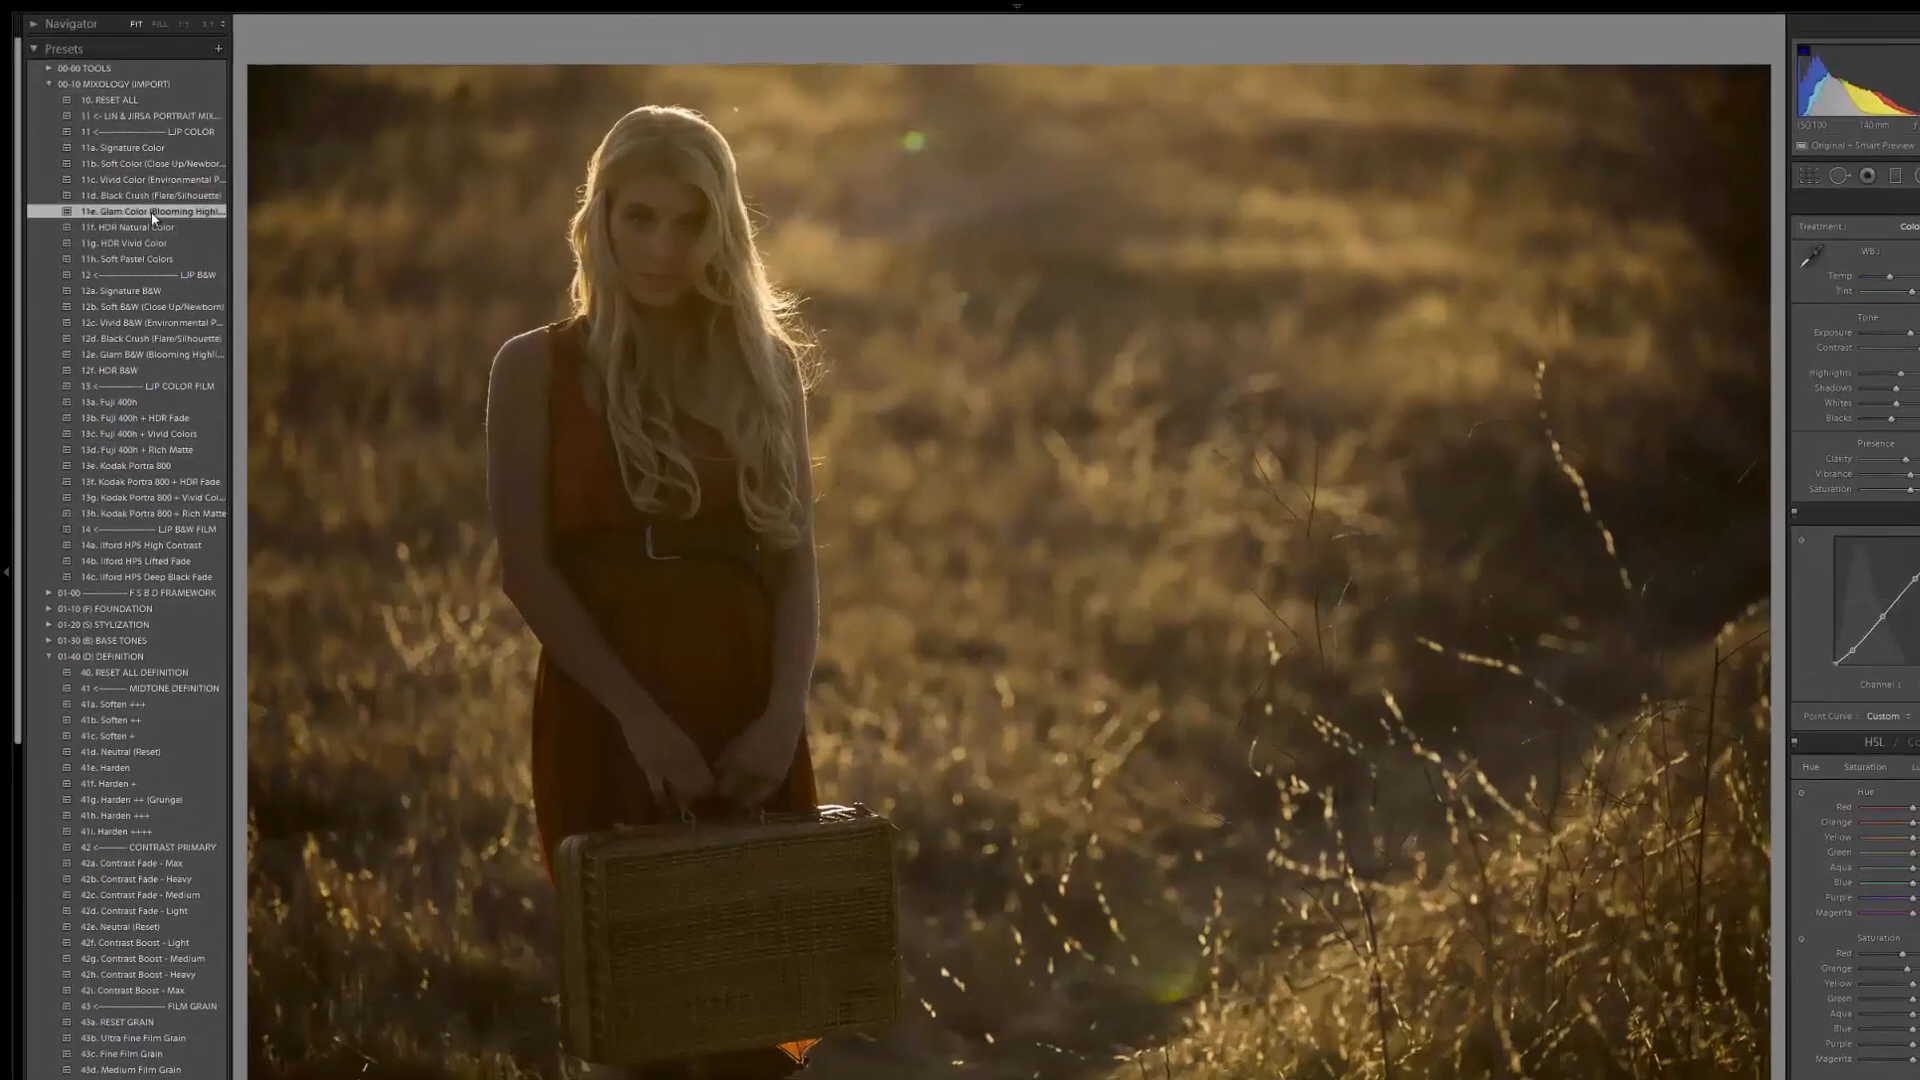 Navigator FIT FILL 1:1 3:1
Presets +
00-00 TOOLS
00-10 MIXOLOGY (IMPORT)
10. RESET ALL
11 <- LIN & JIRSA PORTRAIT MIX...
11 <---------------- LJP COLOR
11a. Signature Color
11b. Soft Color (Close Up/Newbor...
11c. Vivid Color (Environmental P...
11d. Black Crush (Flare/Silhouette)
11e. Glam Color (Blooming Highl...
11f. HDR Natural Color
11g. HDR Vivid Color
11h. Soft Pastel Colors
12 <-------------------- LJP B&W
12a. Signature B&W
12b. Soft B&W (Close Up/Newborn)
12c. Vivid B&W (Environmental P...
12d. Black Crush (Flare/Silhouette)
12e. Glam B&W (Blooming Highli...
12f. HDR B&W
13 <----------- LJP COLOR FILM
13a. Fuji 400h
13b. Fuji 400h + HDR Fade
13c. Fuji 400h + Vivid Colors
13d. Fuji 400h + Rich Matte
13e. Kodak Portra 800
13f. Kodak Portra 800 + HDR Fade
13g. Kodak Portra 800 + Vivid Col...
13h. Kodak Portra 800 + Rich Matte
14 <-------------- LJP B&W FILM
14a. Ilford HP5 High Contrast
14b. Ilford HP5 Lifted Fade
14c. Ilford HP5 Deep Black Fade
01-00 ------------- F S B D FRAMEWORK
01-10 (F) FOUNDATION
01-20 (S) STYLIZATION
01-30 (B) BASE TONES
01-40 (D) DEFINITION
40. RESET ALL DEFINITION
41 <------- MIDTONE DEFINITION
41a. Soften +++
41b. Soften ++
41c. Soften +
41d. Neutral (Reset)
41e. Harden
41f. Harden +
41g. Harden ++ (Grunge)
41h. Harden +++
41i. Harden ++++
42 <------- CONTRAST PRIMARY
42a. Contrast Fade - Max
42b. Contrast Fade - Heavy
42c. Contrast Fade - Medium
42d. Contrast Fade - Light
42e. Neutral (Reset)
42f. Contrast Boost - Light
42g. Contrast Boost - Medium
42h. Contrast Boost - Heavy
42i. Contrast Boost - Max
43 <----------------- FILM GRAIN
43a. RESET GRAIN
43b. Ultra Fine Film Grain
43c. Fine Film Grain
43d. Medium Film Grain
ISO 100 140 mm f
Original - Smart Preview
Treatment : Colo
WB :
Temp
Tint
Tone
Exposure
Contrast
Highlights
Shadows
Whites
Blacks
Presence
Clarity
Vibrance
Saturation
Channel :
Point Curve : Custom
HSL / Co
Hue Saturation Lu
Hue
Red
Orange
Yellow
Green
Aqua
Blue
Purple
Magenta
Saturation
Red
Orange
Yellow
Green
Aqua
Blue
Purple
Magenta